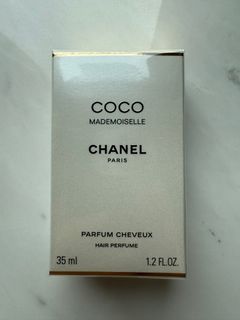 COCO
MADEMOISELLE
CHANEL
PARIS
PARFUM CHEVEUX
HAIR PERFUME
35 ml 1.2 FL.OZ.